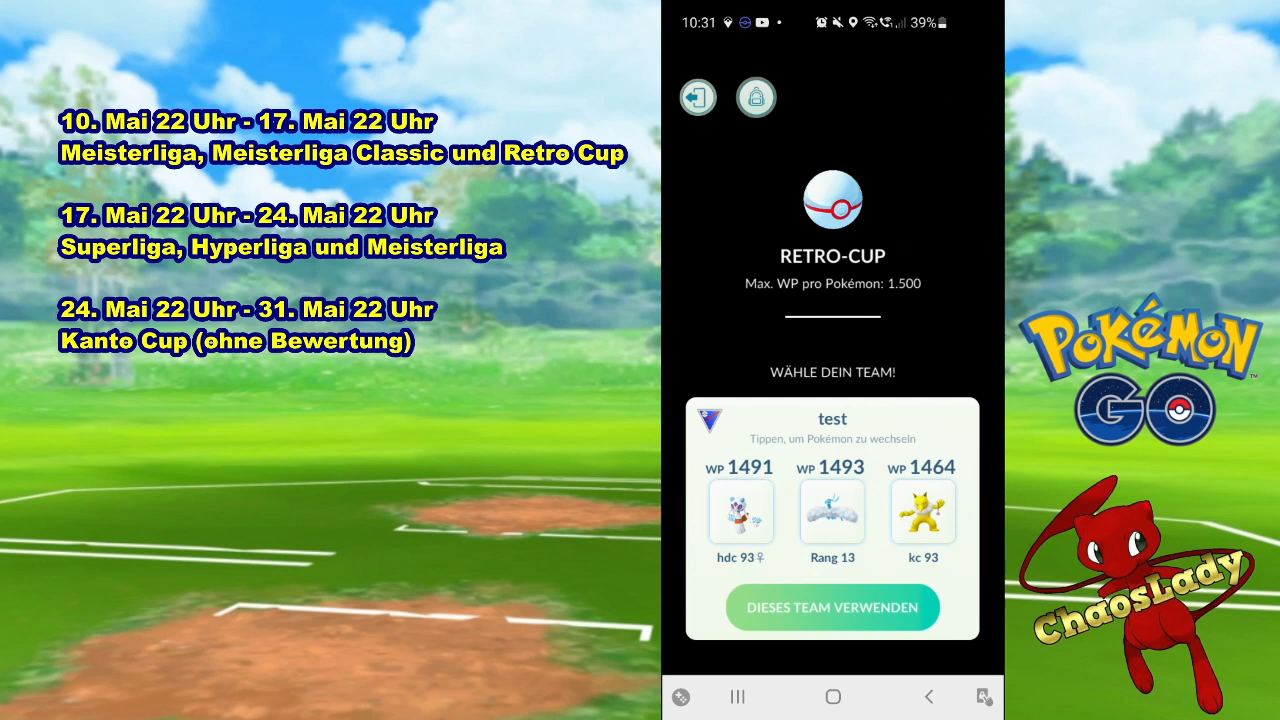 10. Mai 22 Uhr - 17. Mai 22 Uhr
Meisterliga, Meisterliga Classic und Retro Cup
17. Mai 22 Uhr - 24. Mai 22 Uhr
Superliga, Hyperliga und Meisterliga
24. Mai 22 Uhr - 31. Mai 22 Uhr
Kanto Cup (ohne Bewertung)
10:31
39%
RETRO-CUP
Max. WP pro Pokémon: 1.500
WÄHLE DEIN TEAM!
test
Tippen, um Pokémon zu wechseln
WP 1491 WP 1493 WP 1464
hdc 93♀ Rang 13 kc 93
DIESES TEAM VERWENDEN
POKÉMON™
GO
ChaosLady